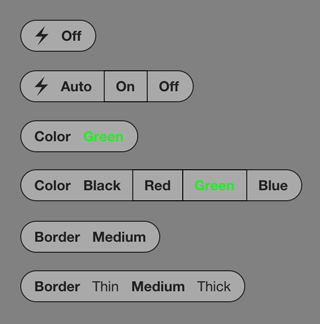 Off
Auto On Off
Color Green
Color Black Red Green Blue
Border Medium
Border Thin Medium Thick